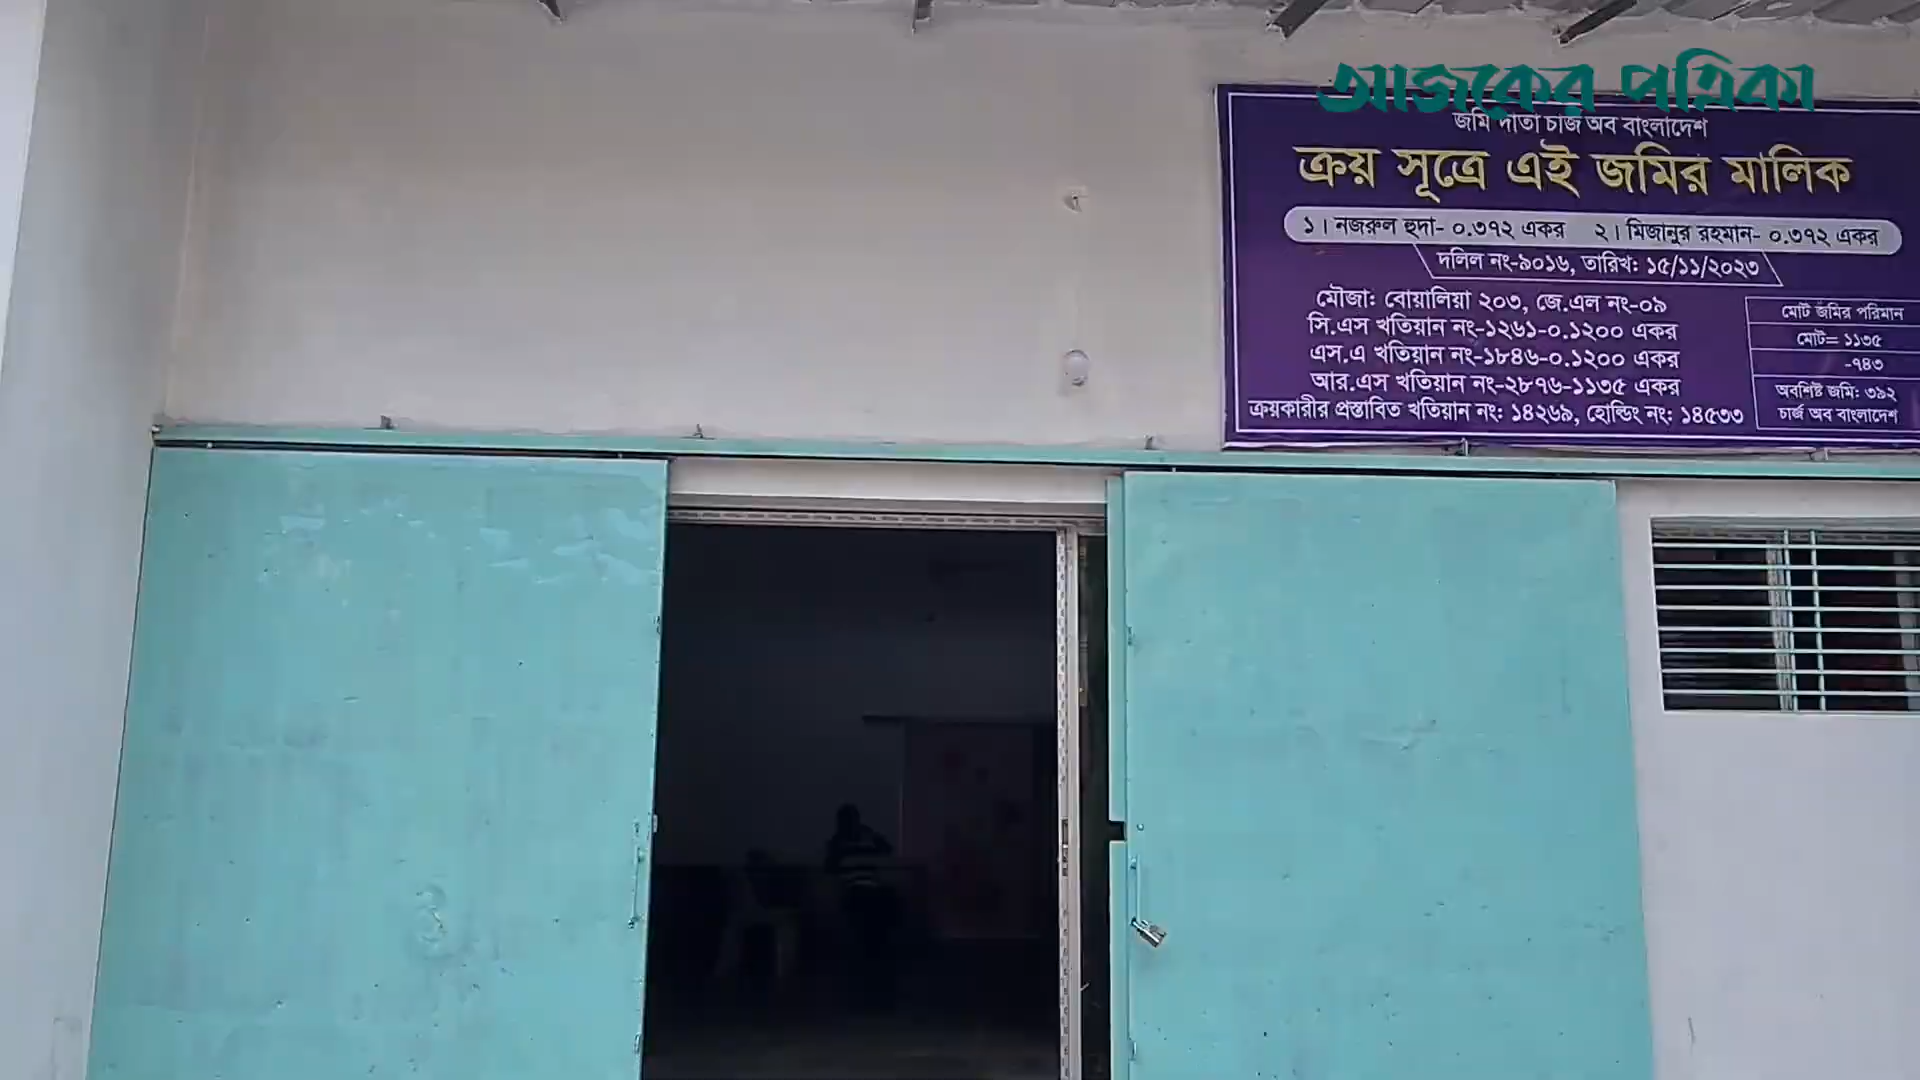 আজকের পত্রিকা
জমি দাতা চার্জ অব বাংলাদেশ
ক্রয় সূত্রে এই জমির মালিক
১। নজরুল হুদা- ০.৩৭২ একর ২। মিজানুর রহমান- ০.৩৭২ একর
দলিল নং-৯০১৬, তারিখ: ১৫/১১/২০২৩
মৌজা: বোয়ালিয়া ২০৩, জে.এল নং-০৯
সি.এস খতিয়ান নং-১২৬১-০.১২০০ একর
এস.এ খতিয়ান নং-১৮৪৬-০.১২০০ একর
আর.এস খতিয়ান নং-২৮৭৬-১১৩৫ একর
ক্রয়কারীর প্রস্তাবিত খতিয়ান নং: ১৪২৬৯, হোল্ডিং নং: ১৪৫৩৩
মোট জমির পরিমান
মোট= ১১৩৫
-৭৪৩
অবশিষ্ট জমি: ৩৯২
চার্জ অব বাংলাদেশ